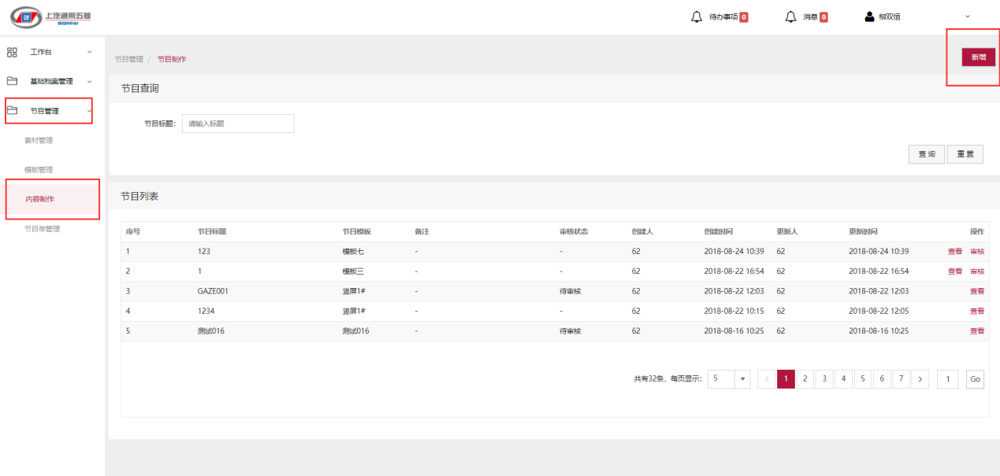 上汽通用五菱
SGMW
待办事项 0 消息 0 柳双恒
工作台
基础档案管理
节目管理
素材管理
模板管理
内容制作
节目单管理
节目管理 / 节目制作
新增
节目查询
节目标题: 请输入标题
查询 重置
节目列表
序号 节目标题 节目模板 备注 审核状态 创建人 创建时间 更新人 更新时间 操作
1 123 模板七 - - 62 2018-08-24 10:39 62 2018-08-24 10:39 查看 审核
2 1 模板三 - - 62 2018-08-22 16:54 62 2018-08-22 16:54 查看 审核
3 GAZE001 竖屏1# - 待审核 62 2018-08-22 12:03 62 2018-08-22 12:03 查看
4 1234 竖屏1# - - 62 2018-08-22 10:15 62 2018-08-22 12:05 查看
5 测试016 测试016 - 待审核 62 2018-08-16 10:25 62 2018-08-16 10:25 查看
共有32条, 每页显示: 5 < 1 2 3 4 5 6 7 > 1 Go